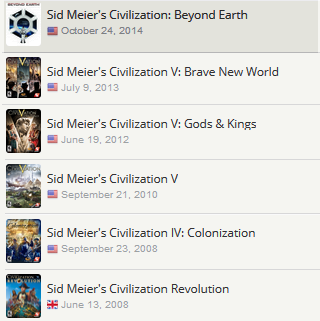 BEYOND EARTH
Sid Meier's Civilization: Beyond Earth
October 24, 2014
Sid Meier's Civilization V: Brave New World
July 9, 2013
Sid Meier's Civilization V: Gods & Kings
June 19, 2012
Sid Meier's Civilization V
September 21, 2010
Sid Meier's Civilization IV: Colonization
September 23, 2008
Sid Meier's Civilization Revolution
June 13, 2008